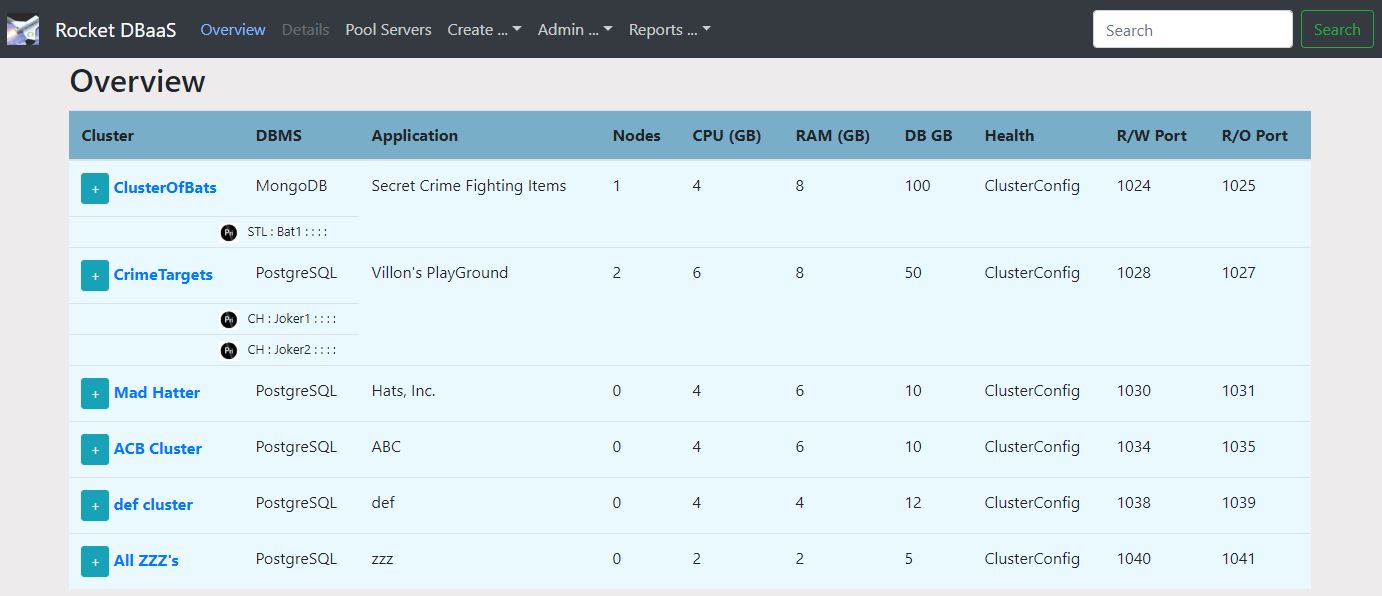 Rocket DBaaS Overview Details Pool Servers Create ... Admin ... Reports ... Search Search
Overview
Cluster DBMS Application Nodes CPU (GB) RAM (GB) DB GB Health R/W Port R/O Port
+ ClusterOfBats MongoDB Secret Crime Fighting Items 1 4 8 100 ClusterConfig 1024 1025
Pri STL : Bat1 : : : :
+ CrimeTargets PostgreSQL Villon's PlayGround 2 6 8 50 ClusterConfig 1028 1027
Pri CH : Joker1 : : : :
Pri CH : Joker2 : : : :
+ Mad Hatter PostgreSQL Hats, Inc. 0 4 6 10 ClusterConfig 1030 1031
+ ACB Cluster PostgreSQL ABC 0 4 6 10 ClusterConfig 1034 1035
+ def cluster PostgreSQL def 0 4 4 12 ClusterConfig 1038 1039
+ All ZZZ's PostgreSQL zzz 0 2 2 5 ClusterConfig 1040 1041